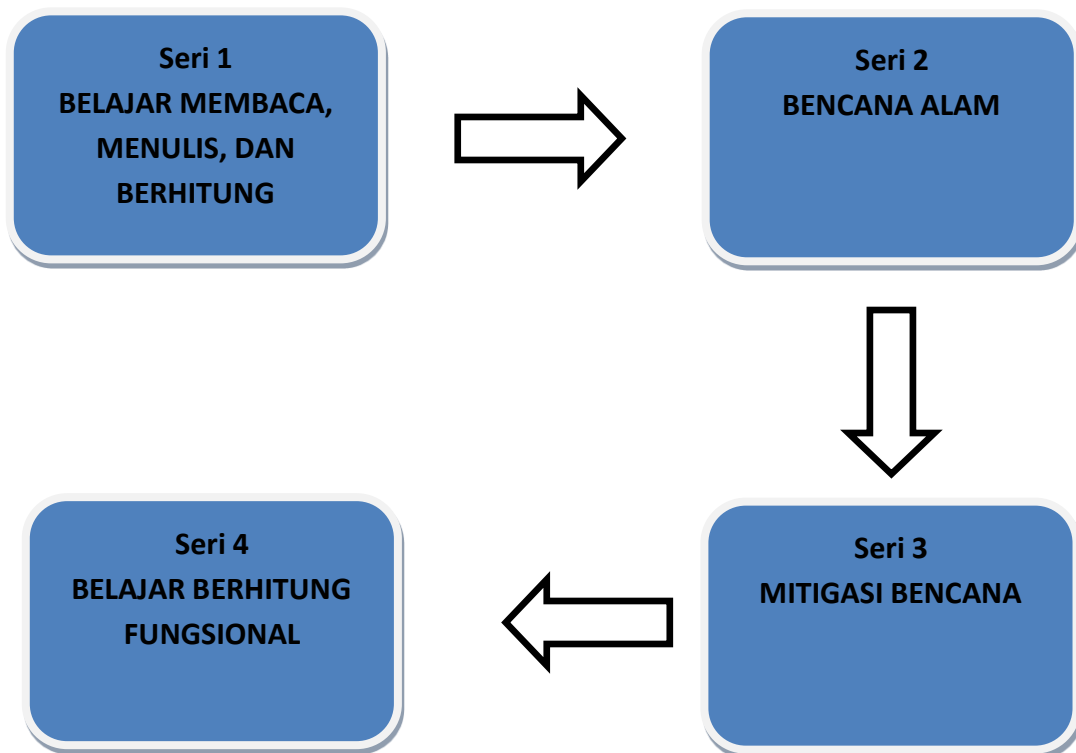 Seri 1
BELAJAR MEMBACA,
MENULIS, DAN
BERHITUNG
Seri 2
BENCANA ALAM
Seri 3
MITIGASI BENCANA
Seri 4
BELAJAR BERHITUNG
FUNGSIONAL